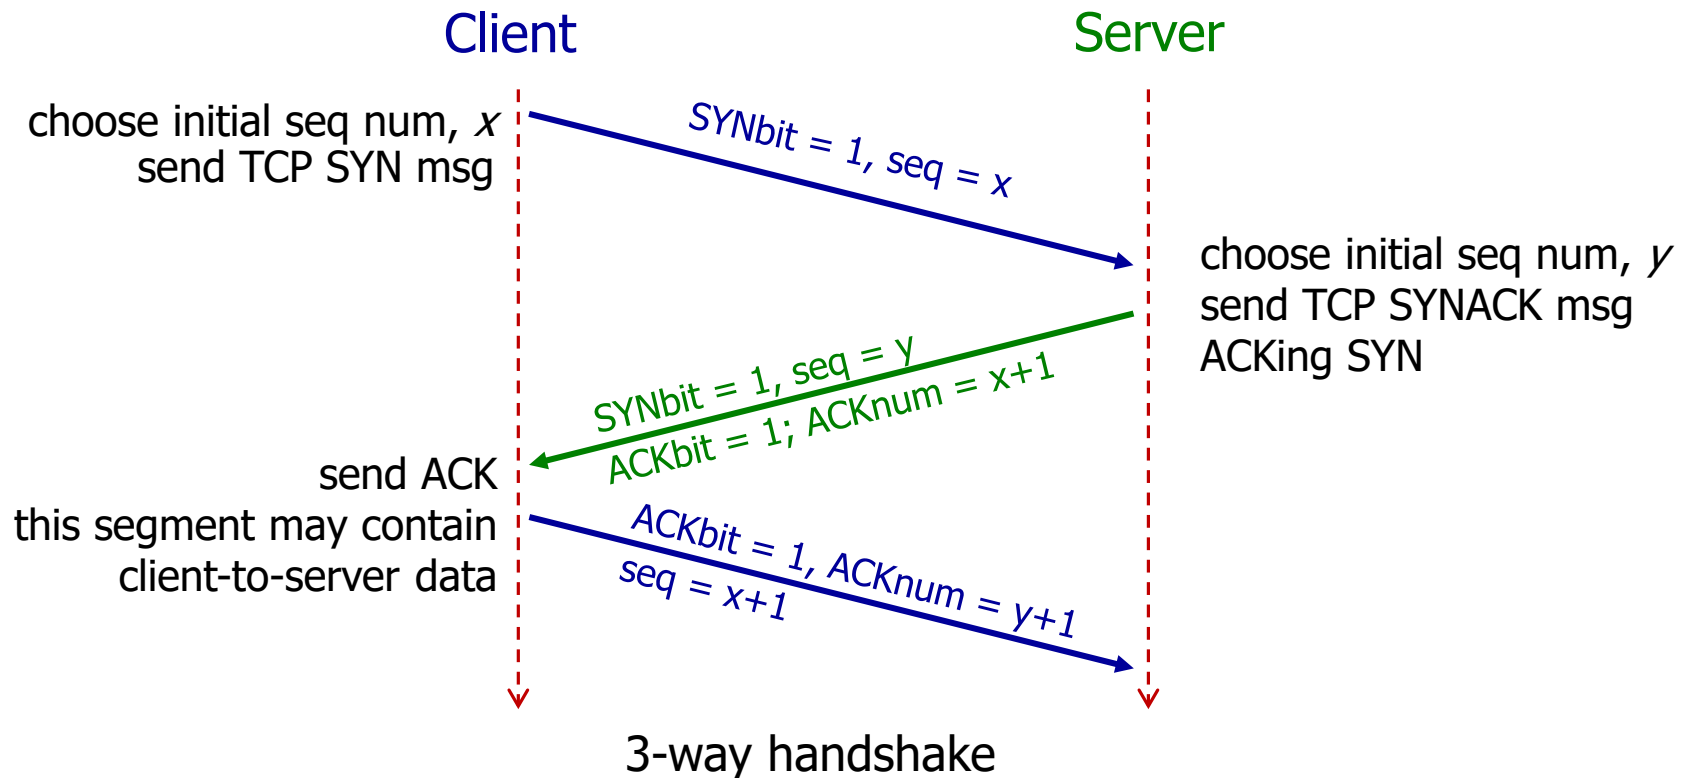 Client
Server
choose initial seq num, x
send TCP SYN msg
SYNbit = 1, seq = x
choose initial seq num, y
send TCP SYNACK msg
ACKing SYN
SYNbit = 1, seq = y
ACKbit = 1; ACKnum = x+1
send ACK
this segment may contain
client-to-server data
ACKbit = 1, ACKnum = y+1
seq = x+1
3-way handshake